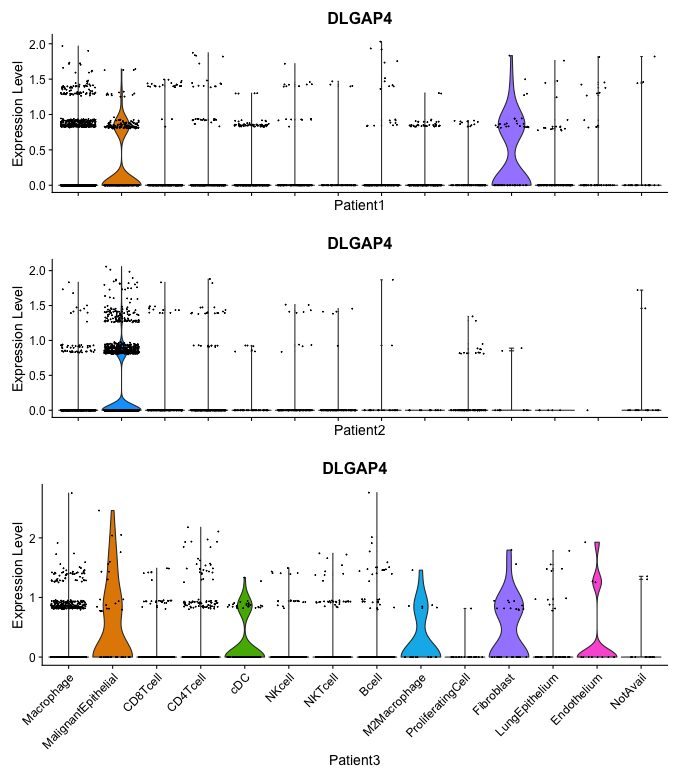 DLGAP4
Expression Level
2.0
1.5
1.0
0.5
0.0
Patient1
DLGAP4
Expression Level
2.0
1.5
1.0
0.5
0.0
Patient2
DLGAP4
Expression Level
2
1
0
Macrophage
MalignantEpithelial
CD8Tcell
CD4Tcell
cDC
NKcell
NKTcell
Bcell
M2Macrophage
ProliferatingCell
Fibroblast
LungEpithelium
Endothelium
NotAvail
Patient3